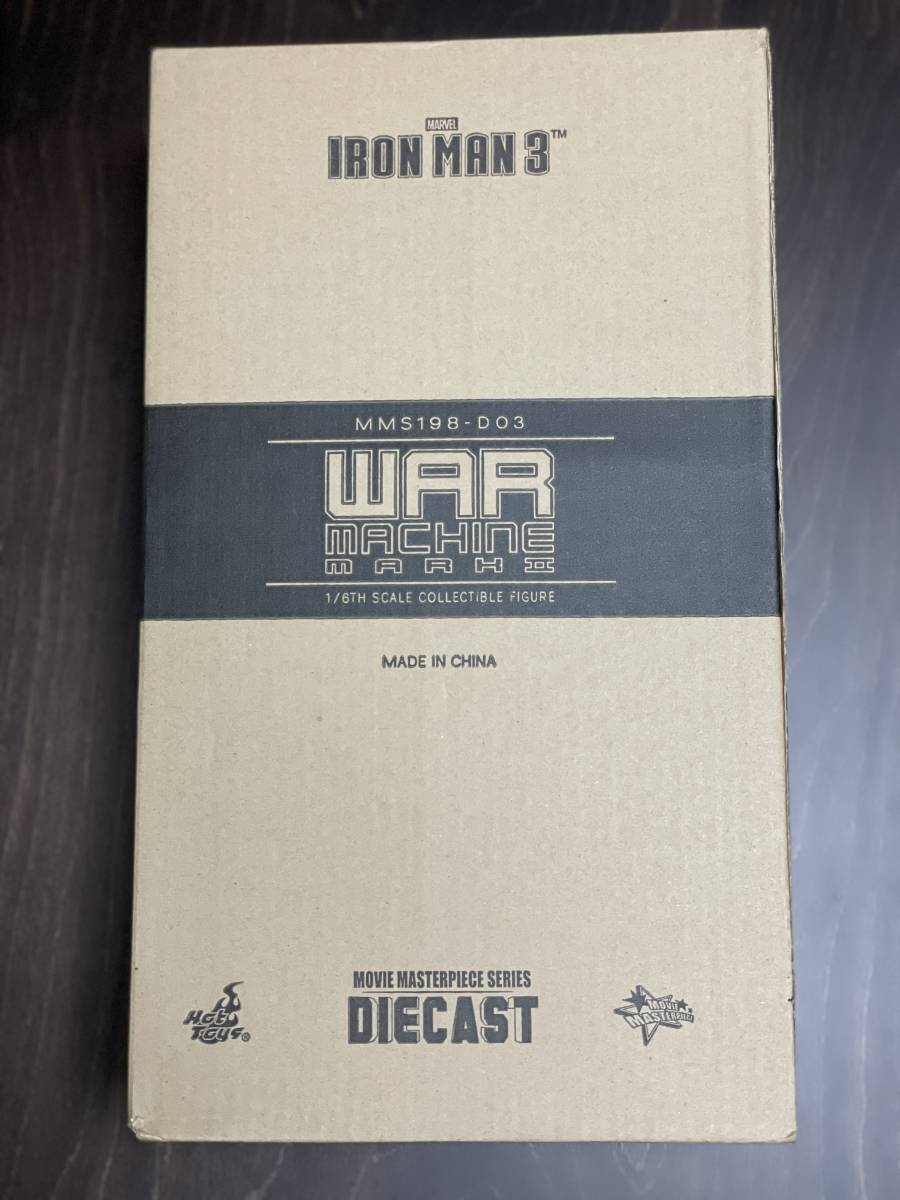 MARVEL
IRON MAN 3™
MMS198-D03
WAR
MACHINE
MARK II
1/6TH SCALE COLLECTIBLE FIGURE
MADE IN CHINA
MOVIE MASTERPIECE SERIES
DIECAST
Hot
Toys®
MOVIE
MASTERPIECE